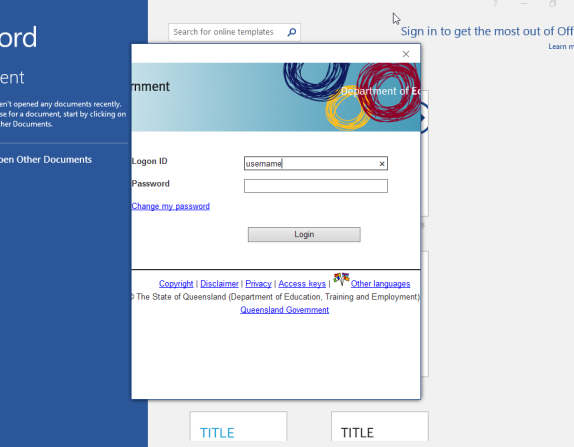 ord
Search for online templates
Sign in to get the most out of Off
Learn m
ent
en't opened any documents recently.
se for a document, start by clicking on
ther Documents.
pen Other Documents
rnment
Department of Ed
Logon ID
username
Password
Change my password
Login
Copyright | Disclaimer | Privacy | Access keys | Other languages
© The State of Queensland (Department of Education, Training and Employment)
Queensland Government
TITLE
TITLE